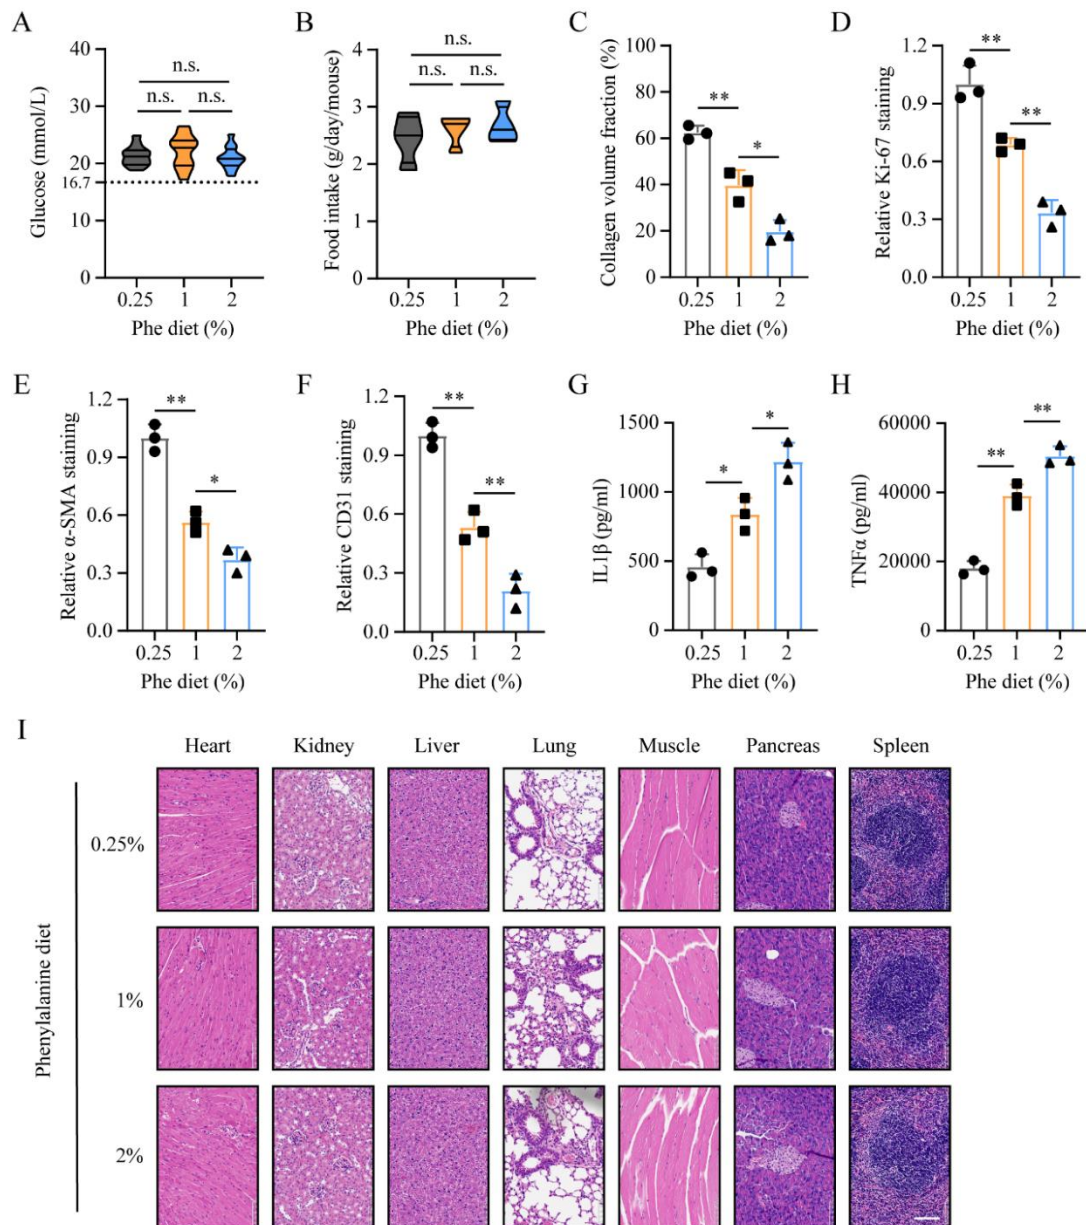 A
n.s.
n.s. n.s.
Glucose (mmol/L)
40
30
20
16.7
10
0
0.25 1 2
Phe diet (%)
B
n.s.
n.s. n.s.
Food intake (g/day/mouse)
4
3
2
1
0
0.25 1 2
Phe diet (%)
C
**
*
Collagen volume fraction (%)
100
80
60
40
20
0
0.25 1 2
Phe diet (%)
D
**
**
Relative Ki-67 staining
1.2
0.9
0.6
0.3
0.0
0.25 1 2
Phe diet (%)
E
**
*
Relative α-SMA staining
1.2
0.9
0.6
0.3
0.0
0.25 1 2
Phe diet (%)
F
**
**
Relative CD31 staining
1.2
0.9
0.6
0.3
0.0
0.25 1 2
Phe diet (%)
G
*
*
IL1β (pg/ml)
1500
1000
500
0
0.25 1 2
Phe diet (%)
H
**
**
TNFα (pg/ml)
60000
40000
20000
0
0.25 1 2
Phe diet (%)
I
Heart Kidney Liver Lung Muscle Pancreas Spleen
Phenylalanine diet
0.25%
1%
2%